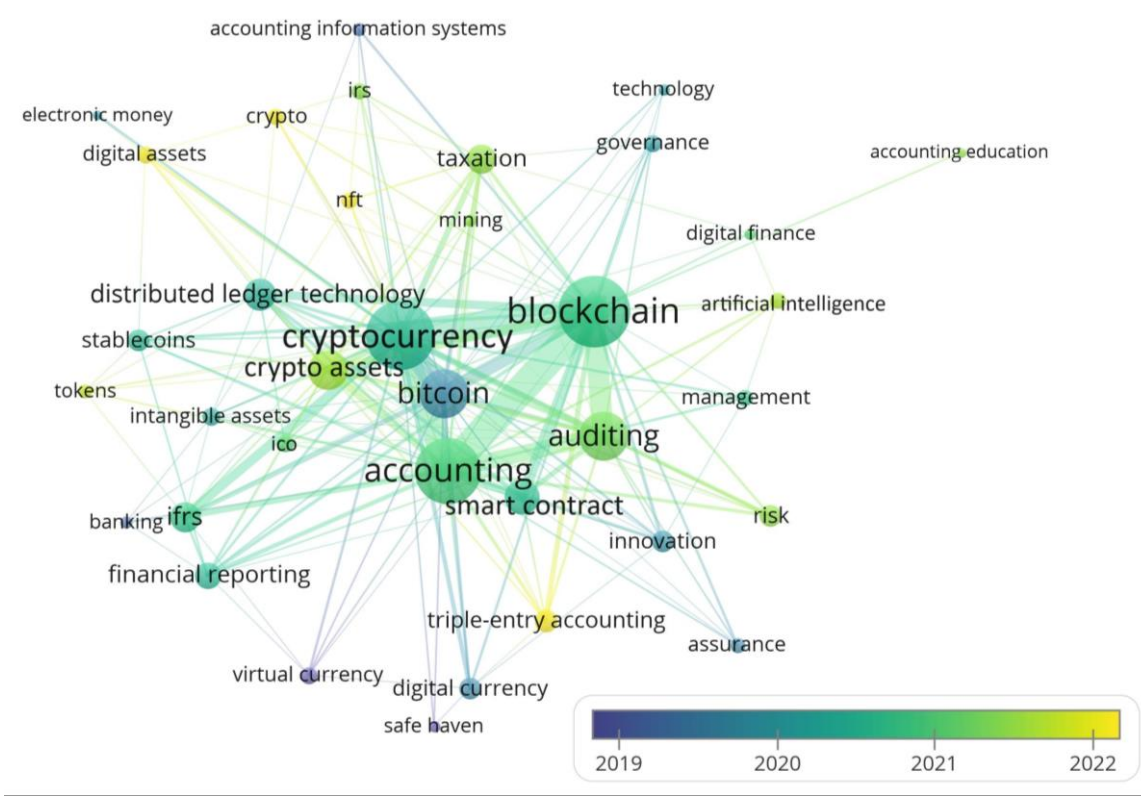 accounting information systems
irs
technology
electronic money
crypto
governance
digital assets
taxation
accounting education
nft
mining
digital finance
distributed ledger technology
blockchain
artificial intelligence
stablecoins
cryptocurrency
crypto assets
tokens
bitcoin
management
intangible assets
ico
auditing
accounting
smart contract
banking
ifrs
risk
innovation
financial reporting
triple-entry accounting
assurance
virtual currency
digital currency
safe haven
2019
2020
2021
2022